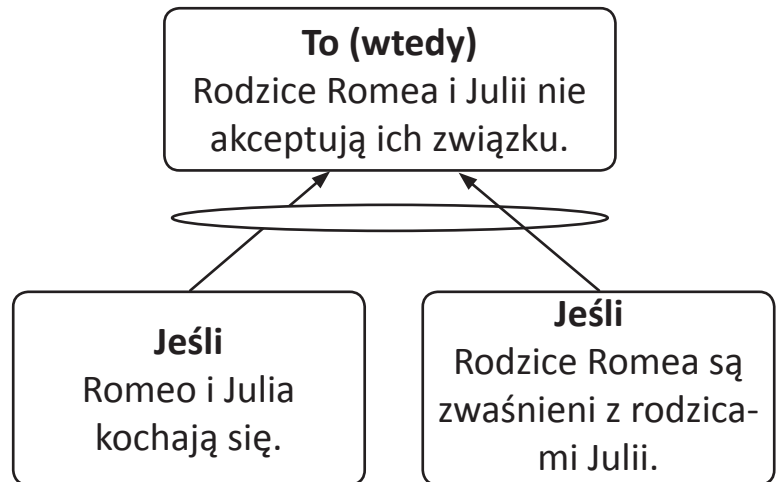 To (wtedy)
Rodzice Romea i Julii nie
akceptują ich związku.
Jeśli
Romeo i Julia
kochają się.
Jeśli
Rodzice Romea są
zwaśnieni z rodzica-
mi Julii.